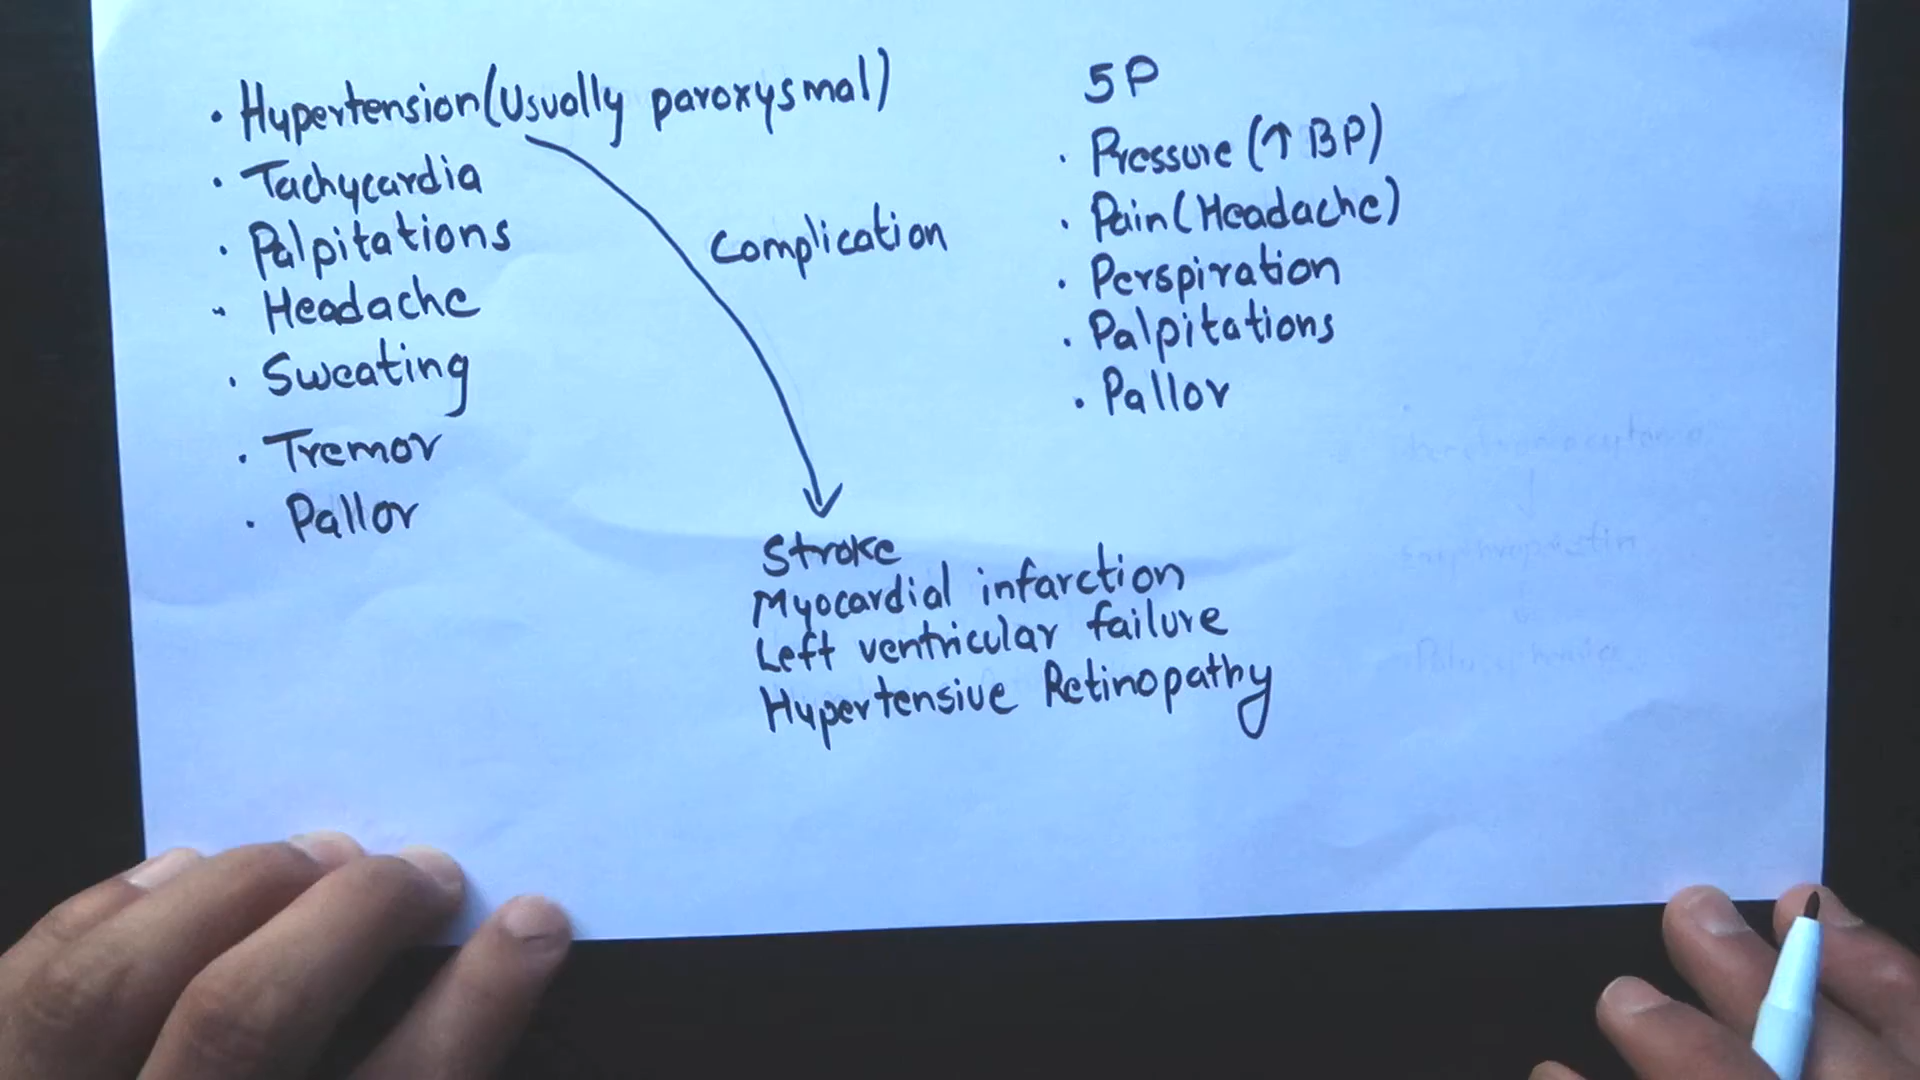 • Hypertension (Usually paroxysmal)
• Tachycardia
• Palpitations
• Headache
• Sweating
• Tremor
• Pallor
Complication
Stroke
Myocardial infarction
Left ventricular failure
Hypertensive Retinopathy
5P
• Pressure (↑ BP)
• Pain (Headache)
• Perspiration
• Palpitations
• Pallor